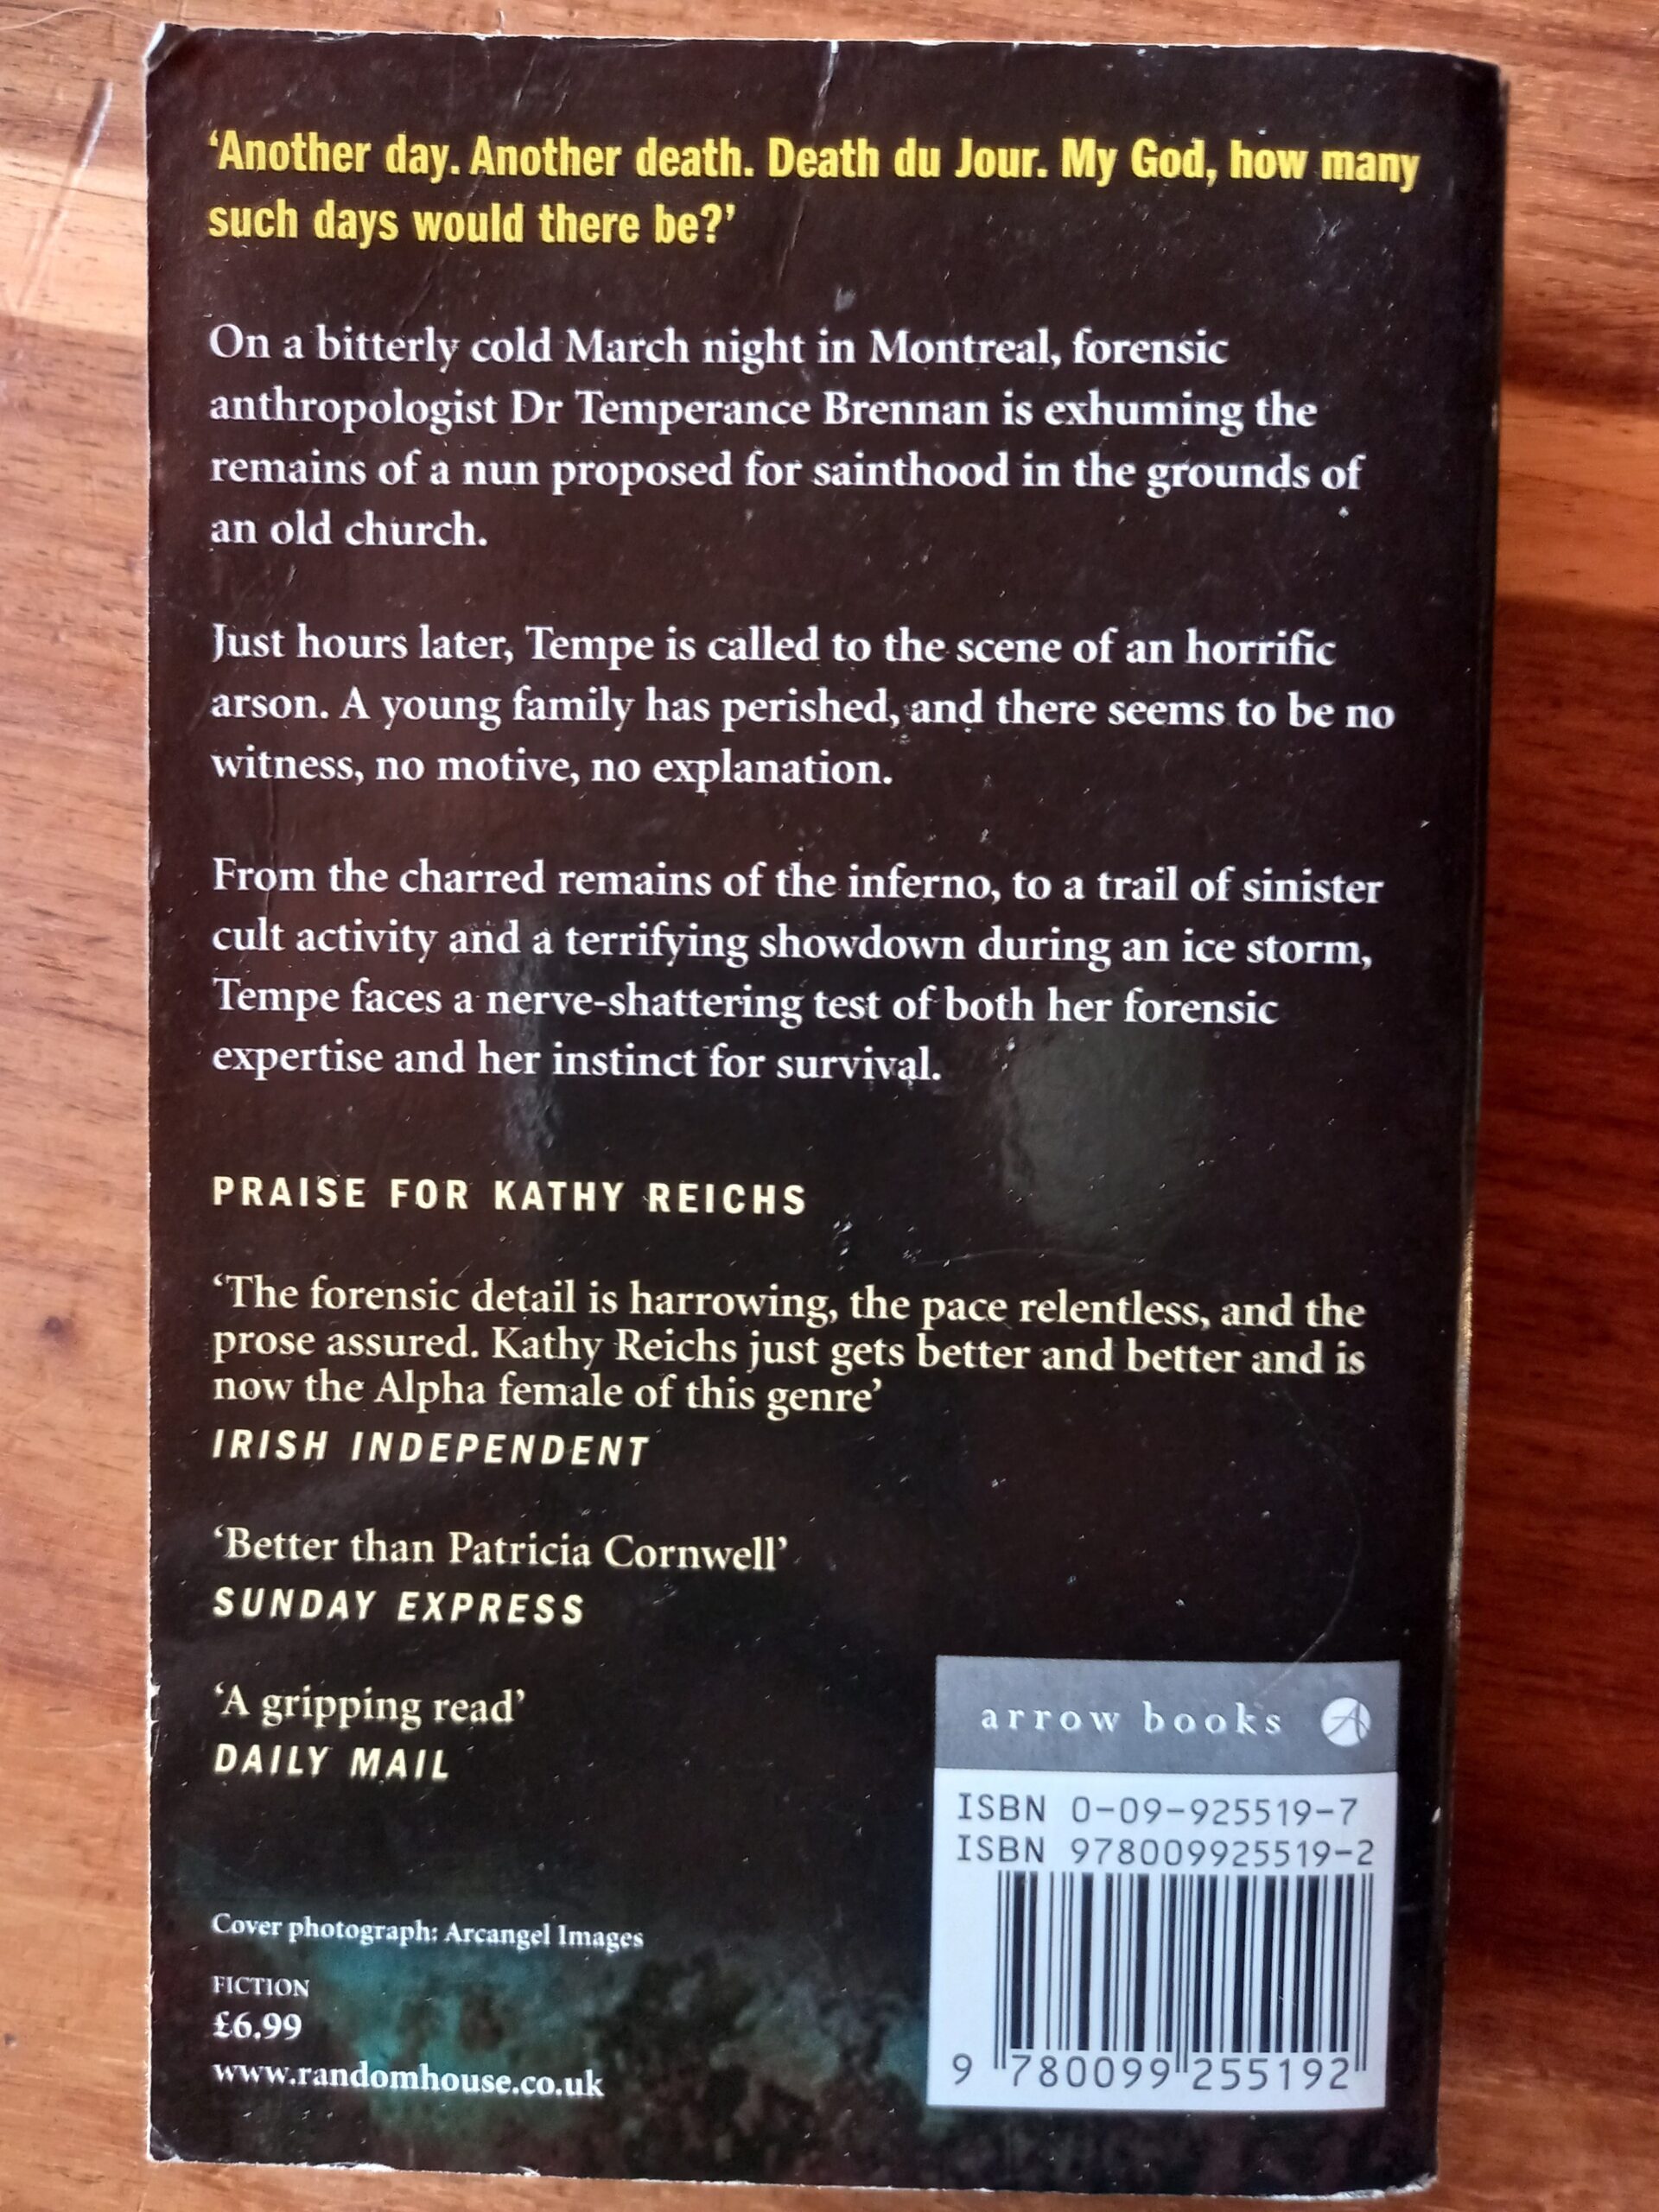 ‘Another day. Another death. Death du Jour. My God, how many
such days would there be?’
On a bitterly cold March night in Montreal, forensic
anthropologist Dr Temperance Brennan is exhuming the
remains of a nun proposed for sainthood in the grounds of
an old church.
Just hours later, Tempe is called to the scene of an horrific
arson. A young family has perished, and there seems to be no
witness, no motive, no explanation.
From the charred remains of the inferno, to a trail of sinister
cult activity and a terrifying showdown during an ice storm,
Tempe faces a nerve-shattering test of both her forensic
expertise and her instinct for survival.
PRAISE FOR KATHY REICHS
‘The forensic detail is harrowing, the pace relentless, and the
prose assured. Kathy Reichs just gets better and better and is
now the Alpha female of this genre’
IRISH INDEPENDENT
‘Better than Patricia Cornwell’
SUNDAY EXPRESS
‘A gripping read’
DAILY MAIL
Cover photograph: Arcangel Images
FICTION
£6.99
www.randomhouse.co.uk
arrow books A
ISBN 0-09-925519-7
ISBN 978009925519-2
9 780099 255192